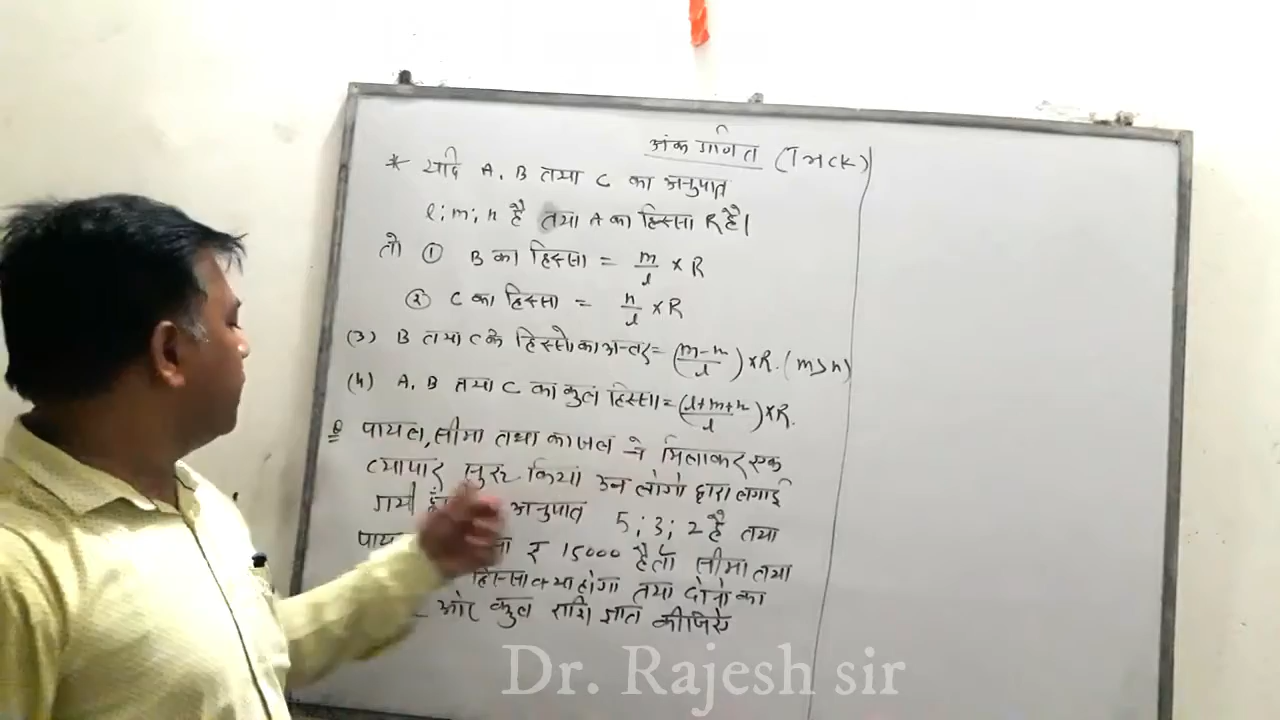 अंक गणित (Trick)
* यदि A, B तथा C का अनुपात
l : m : n है तथा A का हिस्सा R है।
तो ① B का हिस्सा = m/l × R
② C का हिस्सा = n/l × R
(3) B तथा C के हिस्सो का अन्तर = (m-n/l) × R. (m>n)
(4) A, B तथा C का कुल हिस्सा = (l+m+n/l) × R.
Q पायल, सीमा तथा काजल ने मिलाकर एक
व्यापार सुरू किया उन लोगो द्वारा लगाई
गयी अनुपात 5 : 3 : 2 है तथा
₹ 15000 है तो सीमा तथा
हिस्सा क्या होगा तथा दोनो का
और कुल राशि ज्ञात कीजिऐ
Dr. Rajesh sir